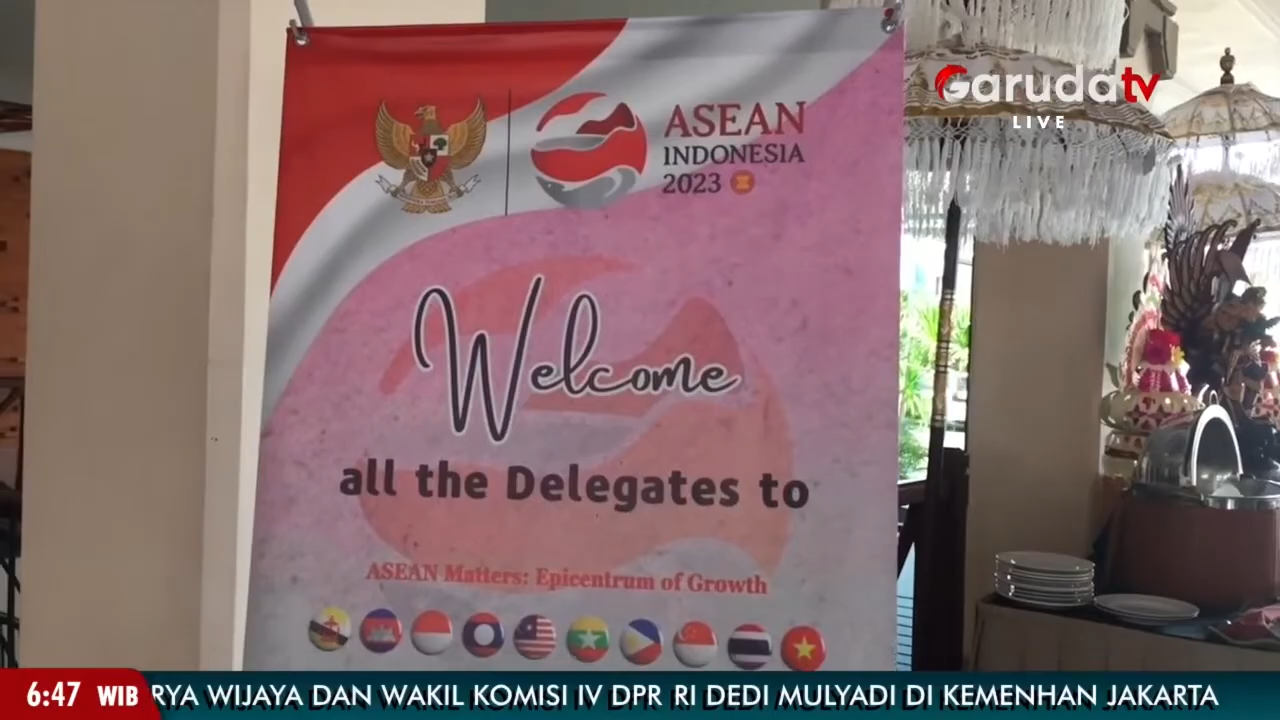 Garudatv
LIVE
ASEAN
INDONESIA
2023
Welcome
all the Delegates to
ASEAN Matters: Epicentrum of Growth
6:47 WIB
RYA WIJAYA DAN WAKIL KOMISI IV DPR RI DEDI MULYADI DI KEMENHAN JAKARTA